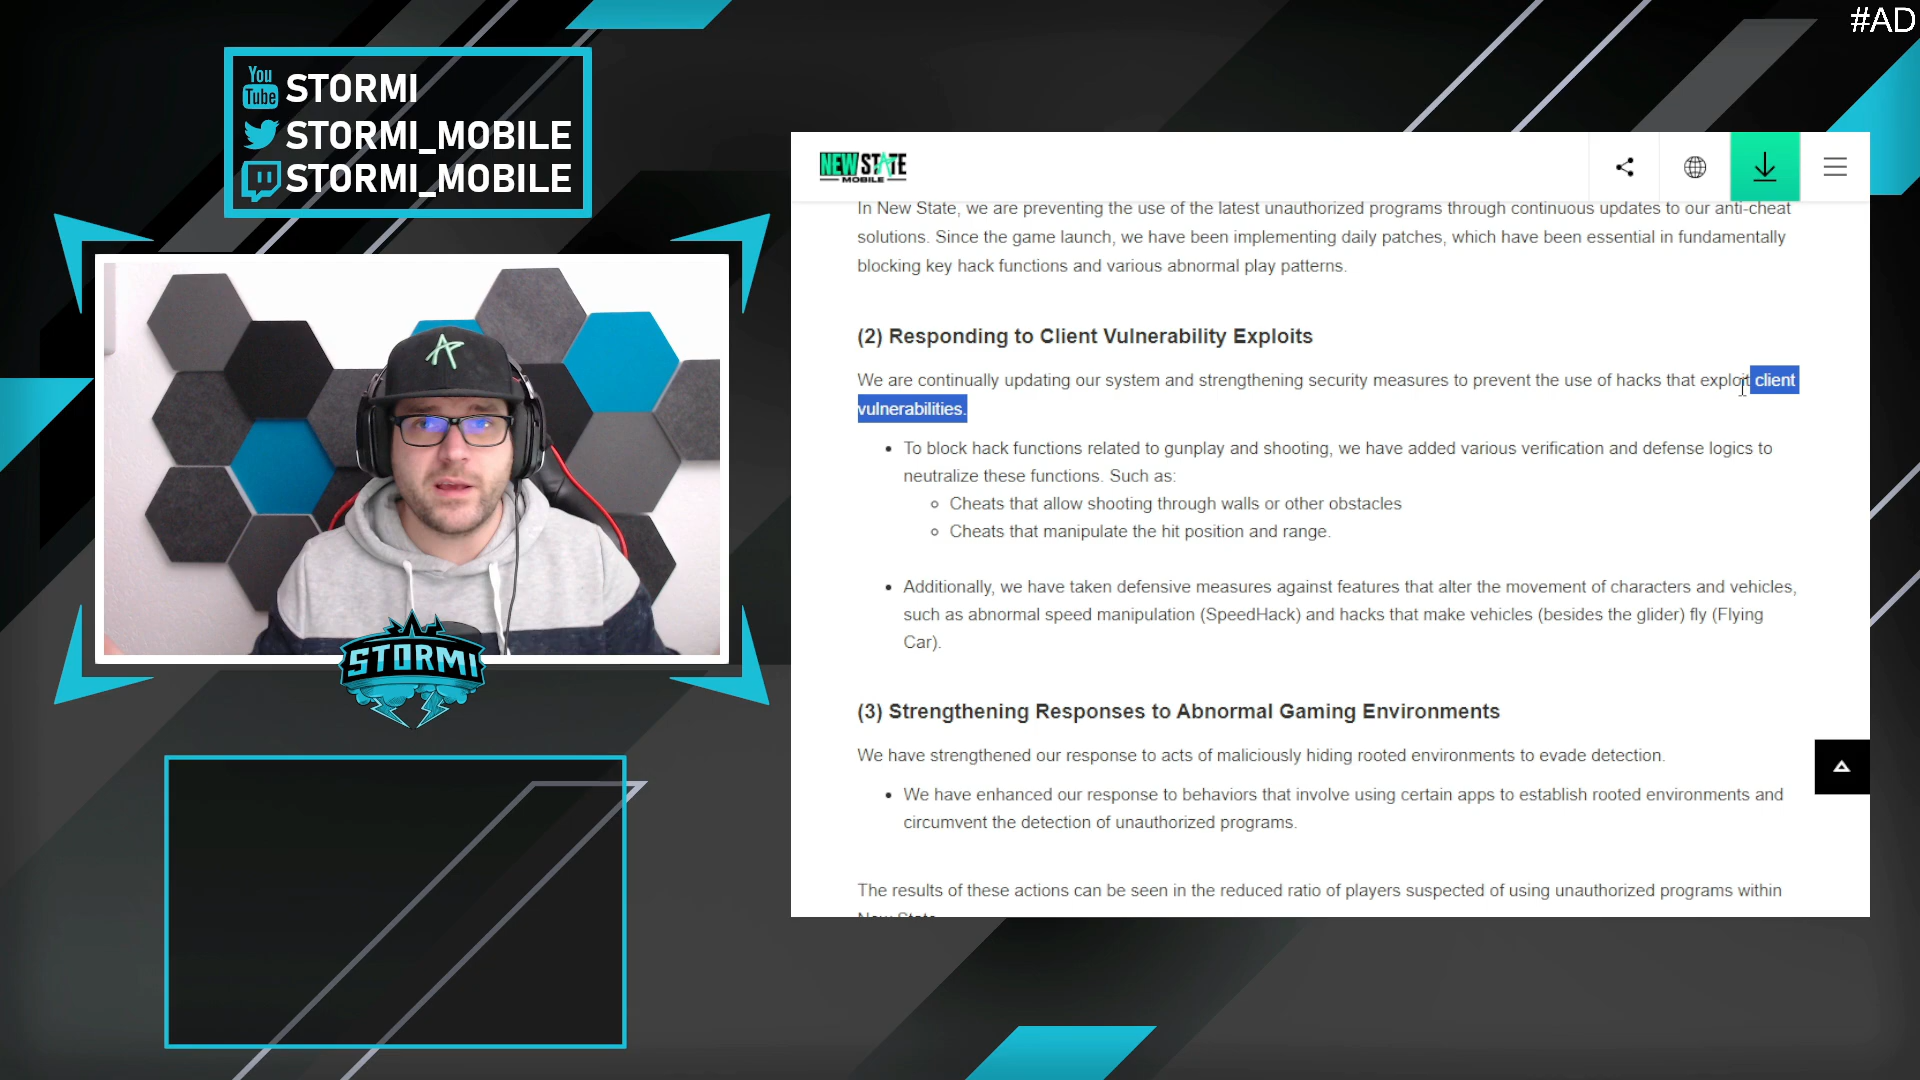 #AD
You
Tube STORMI
STORMI_MOBILE
STORMI_MOBILE
STORMI
NEW STATE
MOBILE
In New State, we are preventing the use of the latest unauthorized programs through continuous updates to our anti-cheat
solutions. Since the game launch, we have been implementing daily patches, which have been essential in fundamentally
blocking key hack functions and various abnormal play patterns.
(2) Responding to Client Vulnerability Exploits
We are continually updating our system and strengthening security measures to prevent the use of hacks that exploit client
vulnerabilities.
• To block hack functions related to gunplay and shooting, we have added various verification and defense logics to
neutralize these functions. Such as:
○ Cheats that allow shooting through walls or other obstacles
○ Cheats that manipulate the hit position and range.
• Additionally, we have taken defensive measures against features that alter the movement of characters and vehicles,
such as abnormal speed manipulation (SpeedHack) and hacks that make vehicles (besides the glider) fly (Flying
Car).
(3) Strengthening Responses to Abnormal Gaming Environments
We have strengthened our response to acts of maliciously hiding rooted environments to evade detection.
• We have enhanced our response to behaviors that involve using certain apps to establish rooted environments and
circumvent the detection of unauthorized programs.
The results of these actions can be seen in the reduced ratio of players suspected of using unauthorized programs within
New State